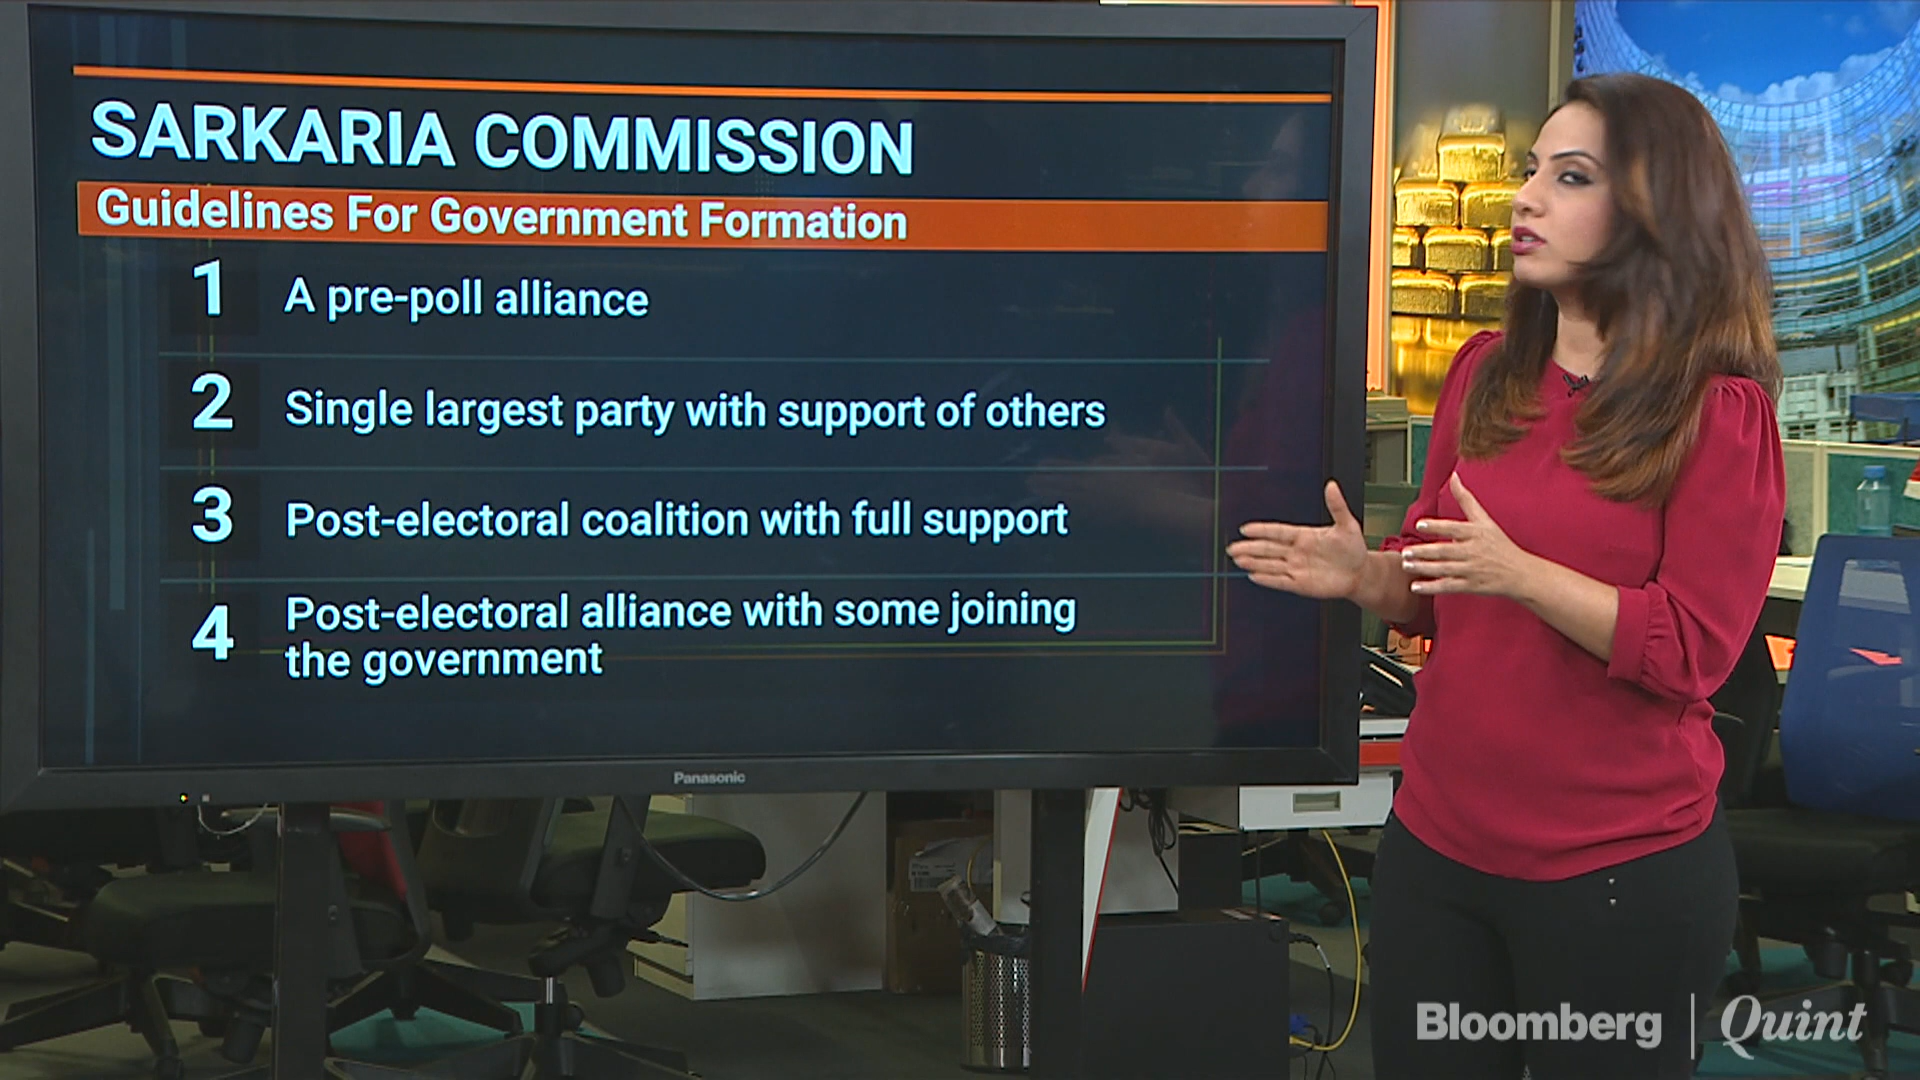 SARKARIA COMMISSION
Guidelines For Government Formation
1 A pre-poll alliance
2 Single largest party with support of others
3 Post-electoral coalition with full support
4 Post-electoral alliance with some joining
the government
Panasonic
Bloomberg | Quint